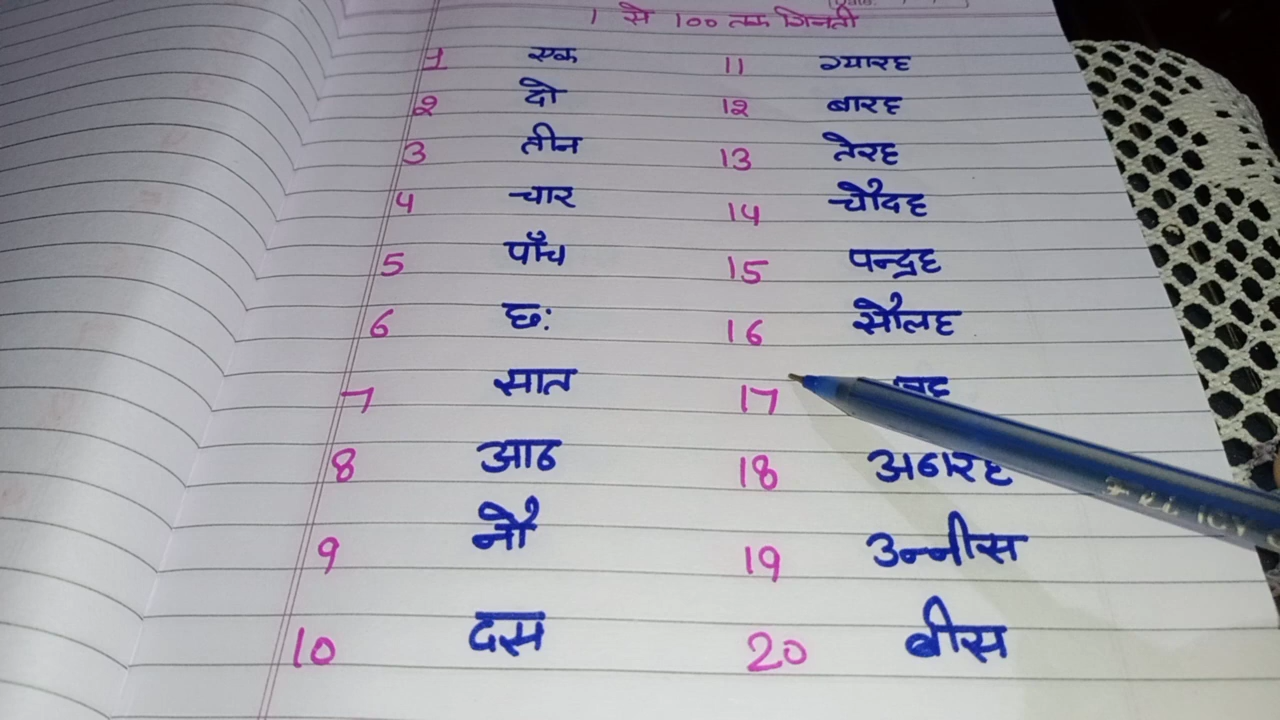 1 से 100 तक गिनती
1 एक 11 ग्यारह
2 दो 12 बारह
3 तीन 13 तेरह
4 चार 14 चौदह
5 पाँच 15 पन्द्रह
6 छः 16 सौलह
7 सात 17
8 आठ 18 अठारह
9 नौ 19 उन्नीस
10 दस 20 बीस